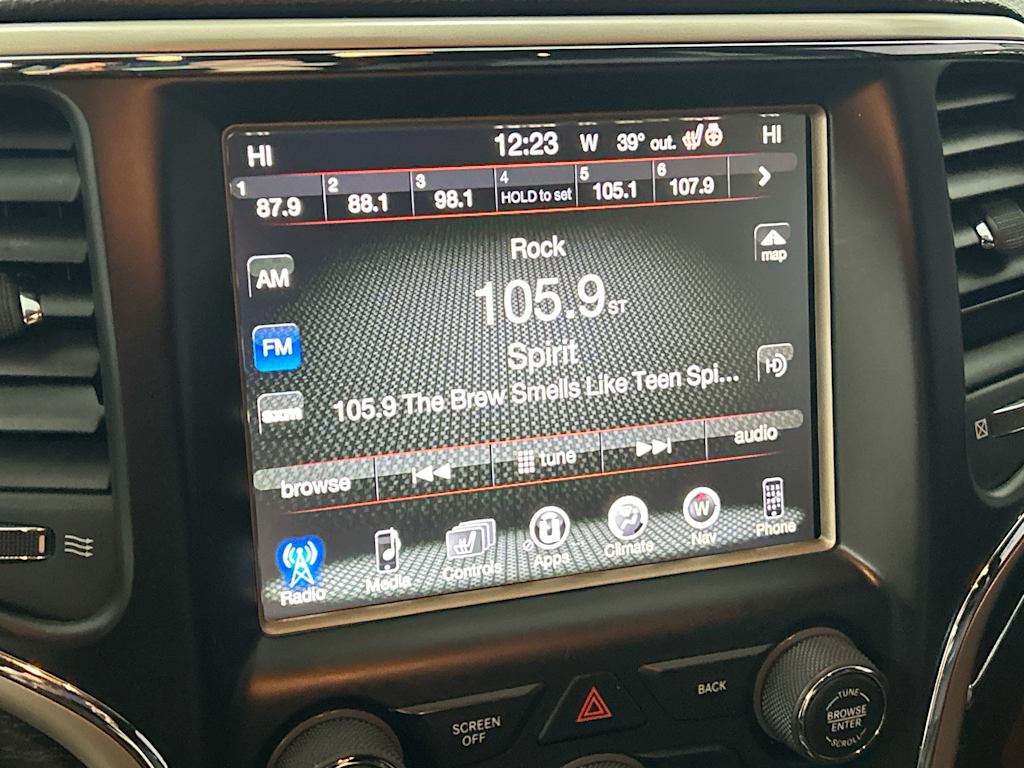 HI 12:23 W 39° out. HI
1 87.9 2 88.1 3 98.1 4 HOLD to set 5 105.1 6 107.9
Rock
map
AM
105.9 ST
FM
Spirit
HD
sxm
105.9 The Brew Smells Like Teen Spi...
browse tune audio
Radio Media Controls Apps Climate W Nav Phone
SCREEN OFF
BACK
TUNE
BROWSE
ENTER
SCROLL